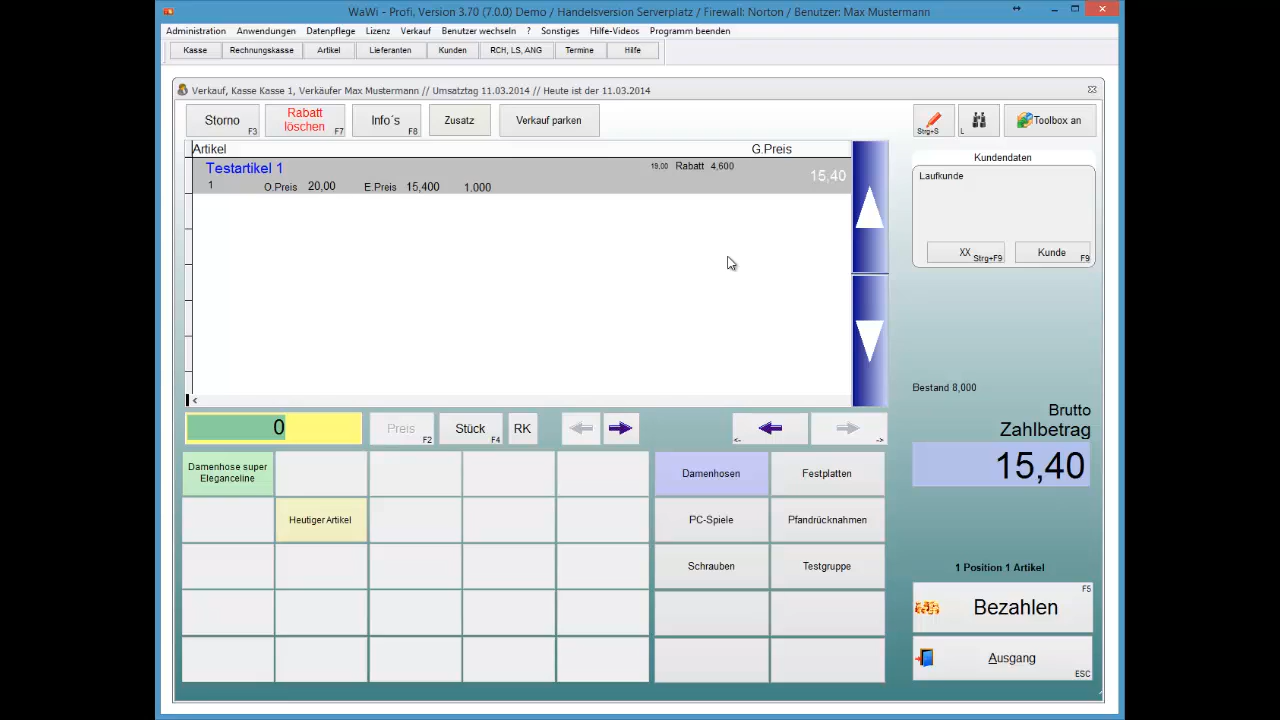 WaWi - Profi, Version 3.70 (7.0.0) Demo / Handelsversion Serverplatz / Firewall: Norton / Benutzer: Max Mustermann
Administration Anwendungen Datenpflege Lizenz Verkauf Benutzer wechseln ? Sonstiges Hilfe-Videos Programm beenden
Kasse Rechnungskasse Artikel Lieferanten Kunden RCH, LS, ANG Termine Hilfe
Verkauf, Kasse Kasse 1, Verkäufer Max Mustermann // Umsatztag 11.03.2014 // Heute ist der 11.03.2014
Storno F3 Rabatt löschen F7 Info´s F8 Zusatz Verkauf parken Strg+S L Toolbox an
Artikel G.Preis
Testartikel 1 19,00 Rabatt 4,600 15,40
1 O.Preis 20,00 E.Preis 15,400 1,000
Kundendaten
Laufkunde
XX Strg+F9 Kunde F9
Bestand 8,000
Brutto
Zahlbetrag
15,40
0 Preis F2 Stück F4 RK <- ->
Damenhose super
Eleganceline
Heutiger Artikel
Damenhosen Festplatten
PC-Spiele Pfandrücknahmen
Schrauben Testgruppe
1 Position 1 Artikel
Bezahlen F5
Ausgang ESC